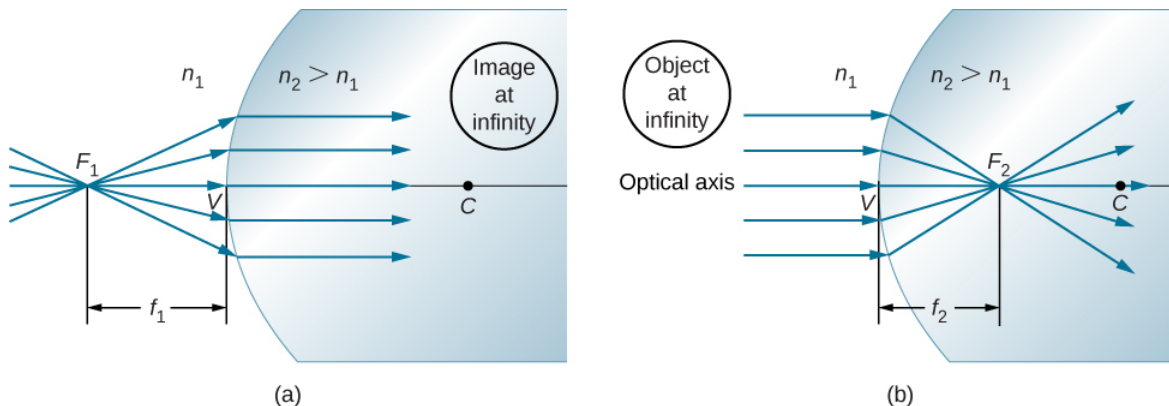 n₁
n₂ > n₁
Image
at
infinity
F₁
V
C
f₁
(a)
Object
at
infinity
n₁
n₂ > n₁
F₂
Optical axis
V
C
f₂
(b)